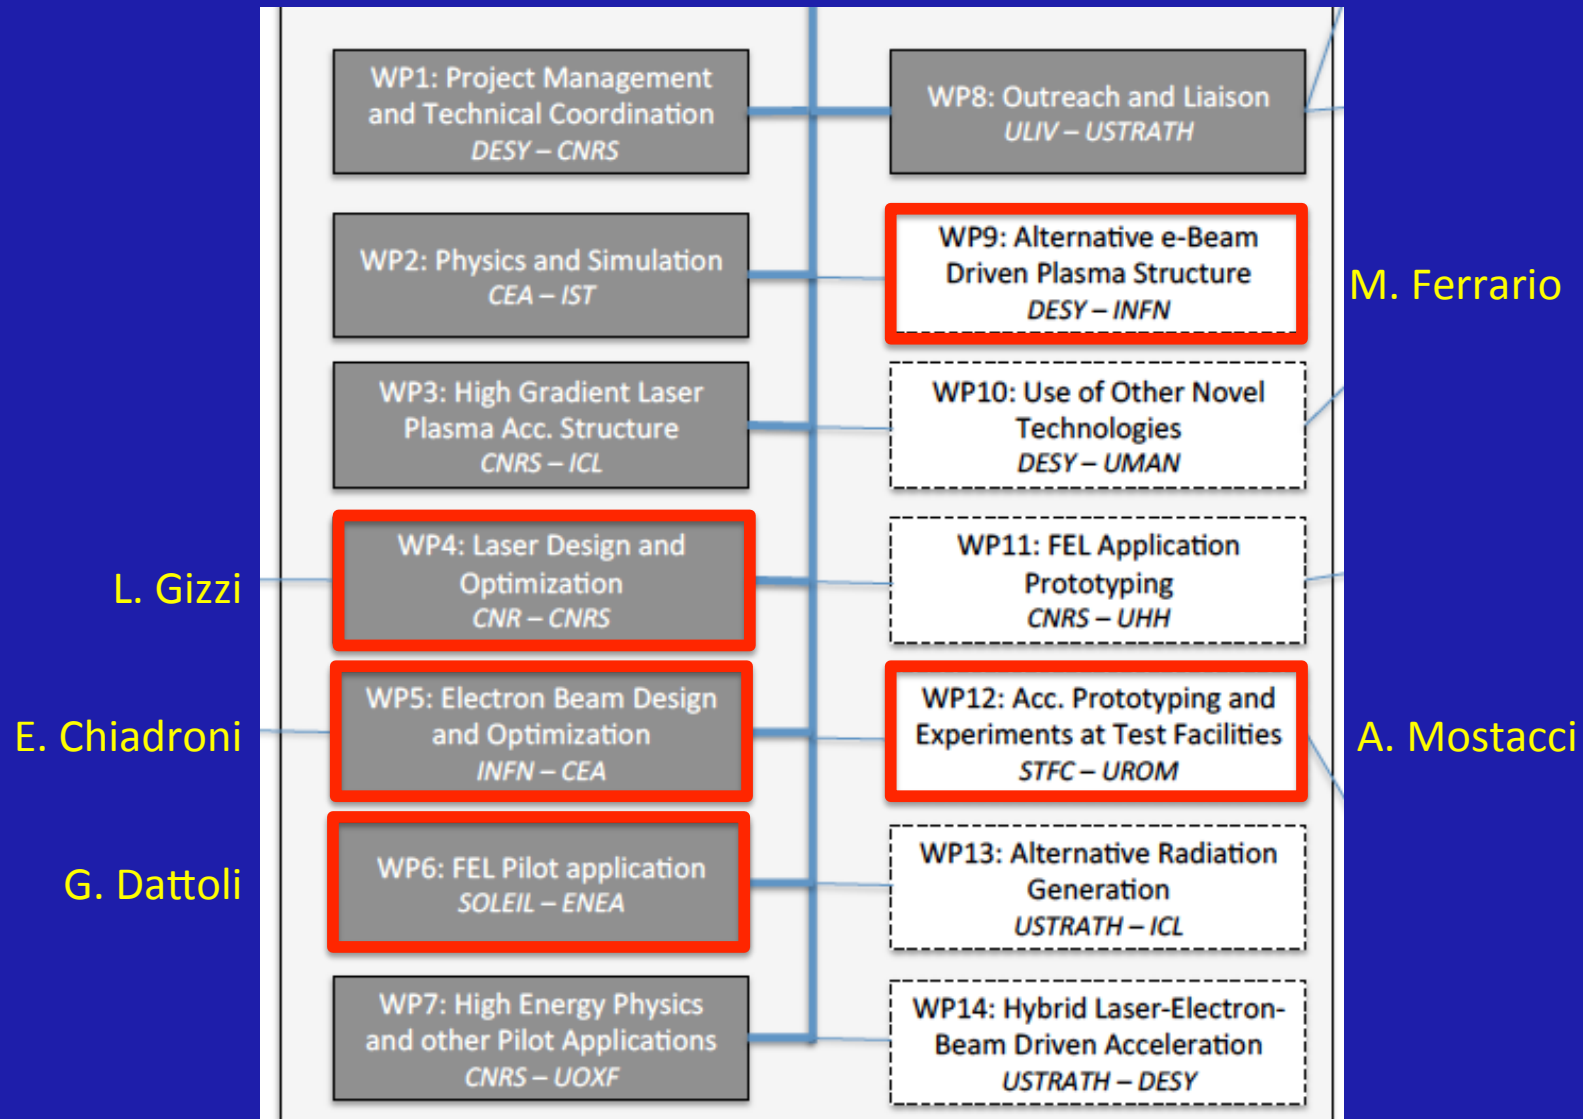 WP1: Project Management
and Technical Coordination
DESY – CNRS
WP2: Physics and Simulation
CEA – IST
WP3: High Gradient Laser
Plasma Acc. Structure
CNRS – ICL
L. Gizzi
WP4: Laser Design and
Optimization
CNR – CNRS
E. Chiadroni
WP5: Electron Beam Design
and Optimization
INFN – CEA
G. Dattoli
WP6: FEL Pilot application
SOLEIL – ENEA
WP7: High Energy Physics
and other Pilot Applications
CNRS – UOXF
WP8: Outreach and Liaison
ULIV – USTRATH
WP9: Alternative e-Beam
Driven Plasma Structure
DESY – INFN
M. Ferrario
WP10: Use of Other Novel
Technologies
DESY – UMAN
WP11: FEL Application
Prototyping
CNRS – UHH
WP12: Acc. Prototyping and
Experiments at Test Facilities
STFC – UROM
A. Mostacci
WP13: Alternative Radiation
Generation
USTRATH – ICL
WP14: Hybrid Laser-Electron-
Beam Driven Acceleration
USTRATH – DESY